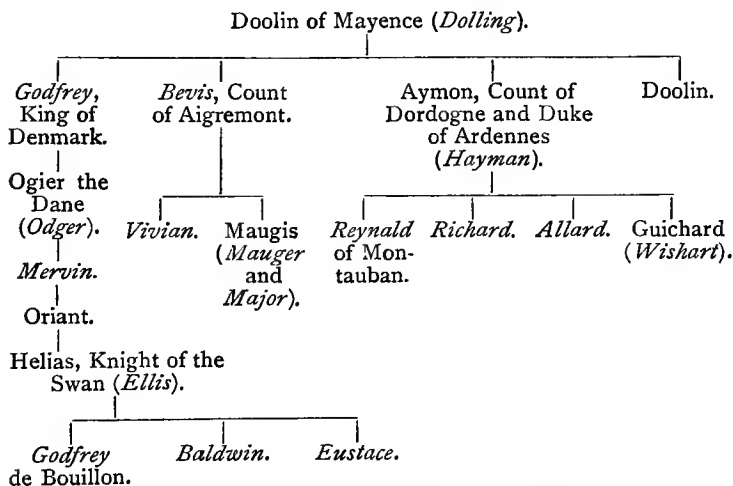 Doolin of Mayence (Dolling).
Godfrey, Bevis, Count Aymon, Count of Doolin.
King of of Aigremont. Dordogne and Duke
Denmark. of Ardennes
(Hayman).
Ogier the
Dane
(Odger). Vivian. Maugis Reynald Richard. Allard. Guichard
(Mauger of Mon- (Wishart).
Mervin. and tauban.
Major).
Oriant.
Helias, Knight of the
Swan (Ellis).
Godfrey Baldwin. Eustace.
de Bouillon.